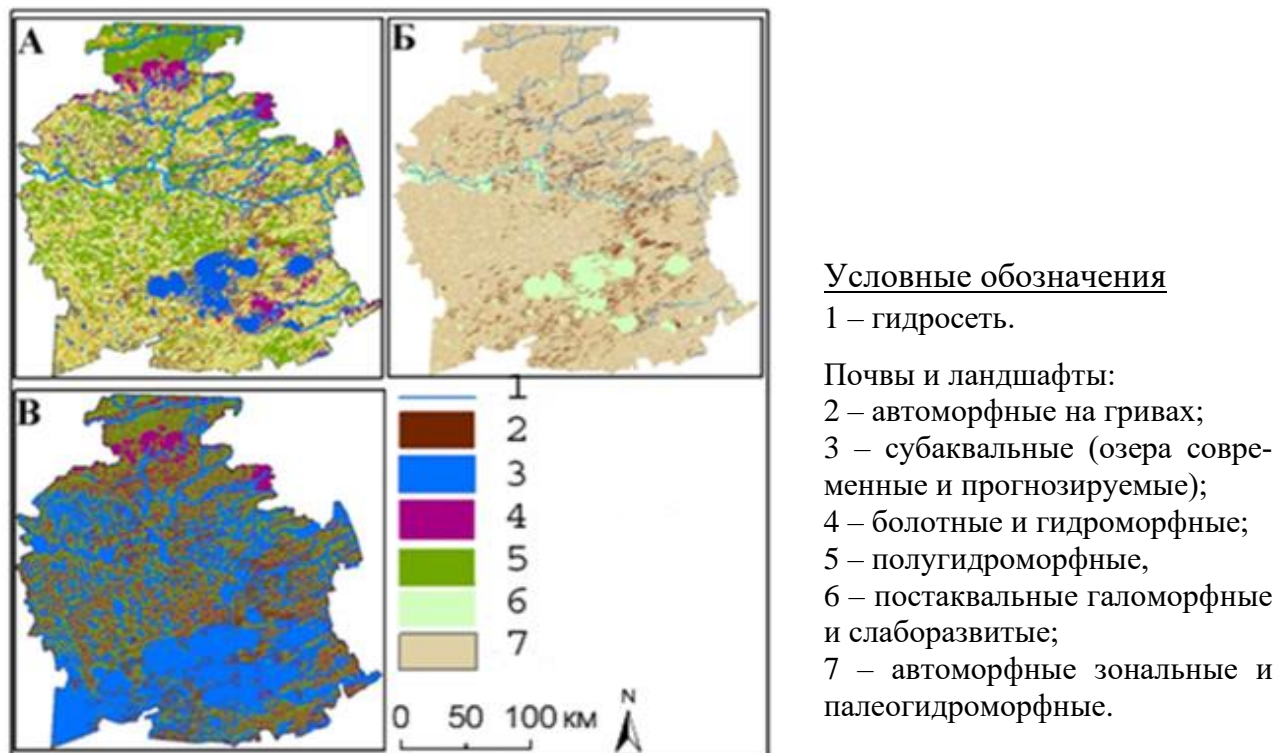 А
Б
В
1
2
3
4
5
6
7
0 50 100 км
N
Условные обозначения
1 – гидросеть.
Почвы и ландшафты:
2 – автоморфные на гривах;
3 – субаквальные (озера совре-
менные и прогнозируемые);
4 – болотные и гидроморфные;
5 – полугидроморфные,
6 – постаквальные галоморфные
и слаборазвитые;
7 – автоморфные зональные и
палеогидроморфные.